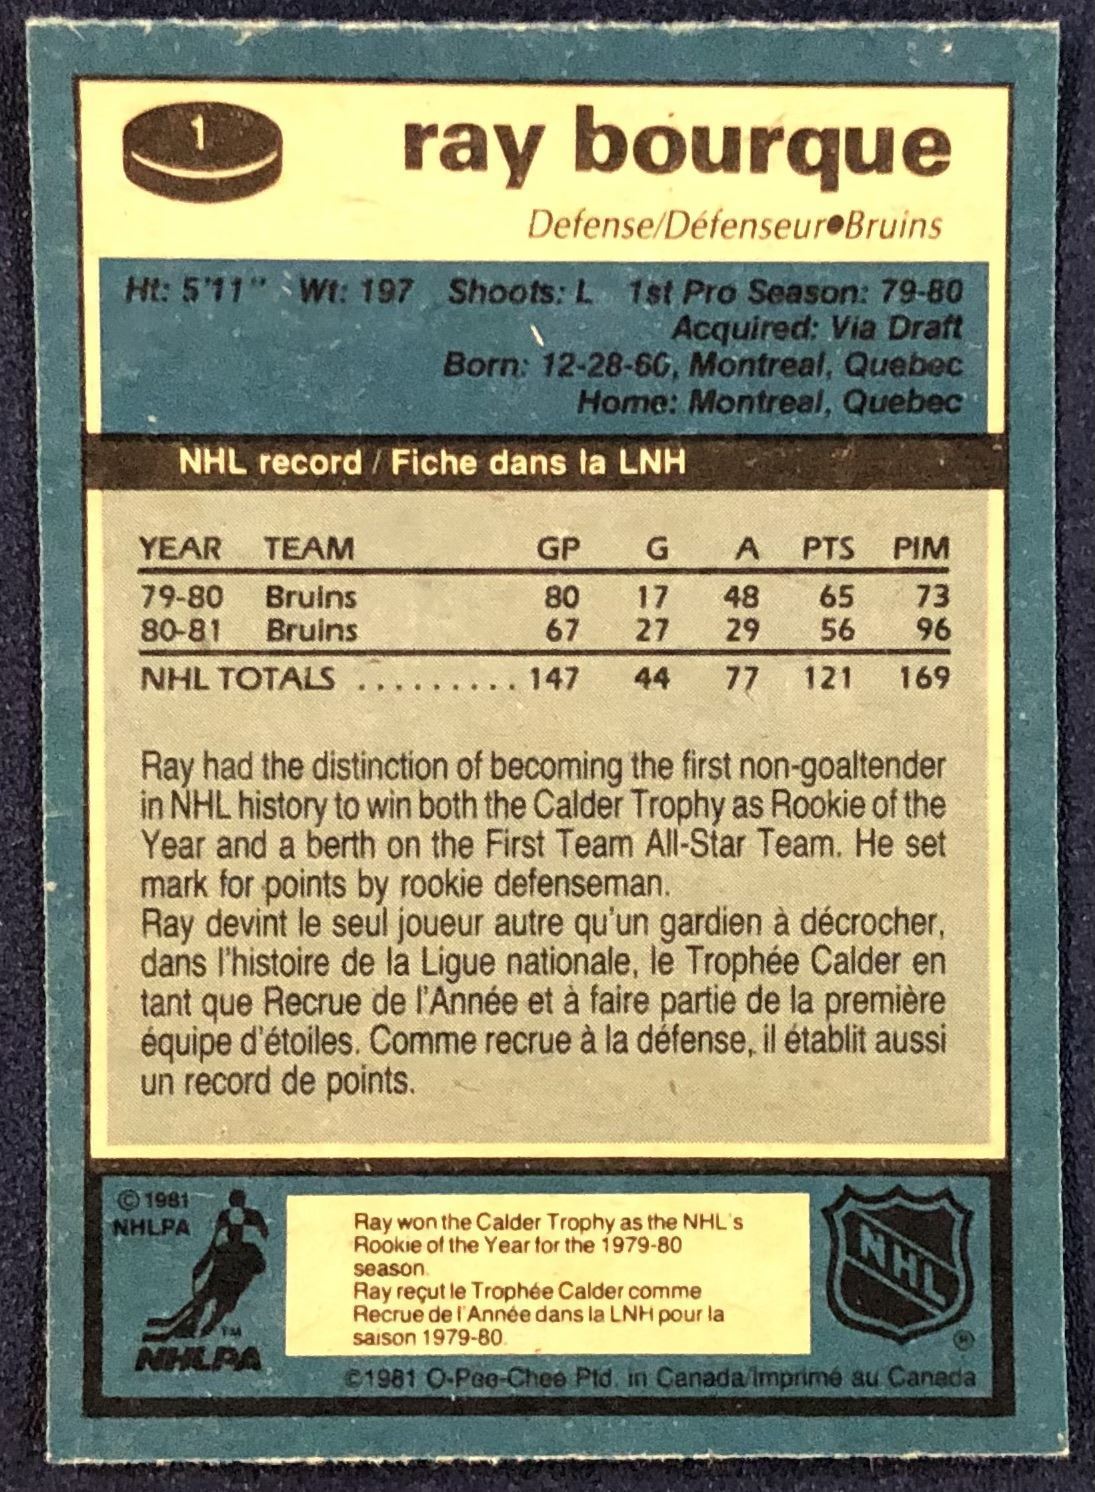 1
ray bourque
Defense/Défenseur•Bruins
Ht: 5'11" Wt: 197 Shoots: L 1st Pro Season: 79-80
Acquired: Via Draft
Born: 12-28-60, Montreal, Quebec
Home: Montreal, Quebec
NHL record / Fiche dans la LNH
YEAR TEAM GP G A PTS PIM
79-80 Bruins 80 17 48 65 73
80-81 Bruins 67 27 29 56 96
NHL TOTALS .......... 147 44 77 121 169
Ray had the distinction of becoming the first non-goaltender
in NHL history to win both the Calder Trophy as Rookie of the
Year and a berth on the First Team All-Star Team. He set
mark for points by rookie defenseman.
Ray devint le seul joueur autre qu'un gardien à décrocher,
dans l'histoire de la Ligue nationale, le Trophée Calder en
tant que Recrue de l'Année et à faire partie de la première
équipe d'étoiles. Comme recrue à la défense, il établit aussi
un record de points.
© 1981
NHLPA
TM
NHLPA
Ray won the Calder Trophy as the NHL's
Rookie of the Year for the 1979-80
season.
Ray reçut le Trophée Calder comme
Recrue de l'Année dans la LNH pour la
saison 1979-80.
NHL
®
©1981 O-Pee-Chee Ptd. in Canada/Imprimé au Canada